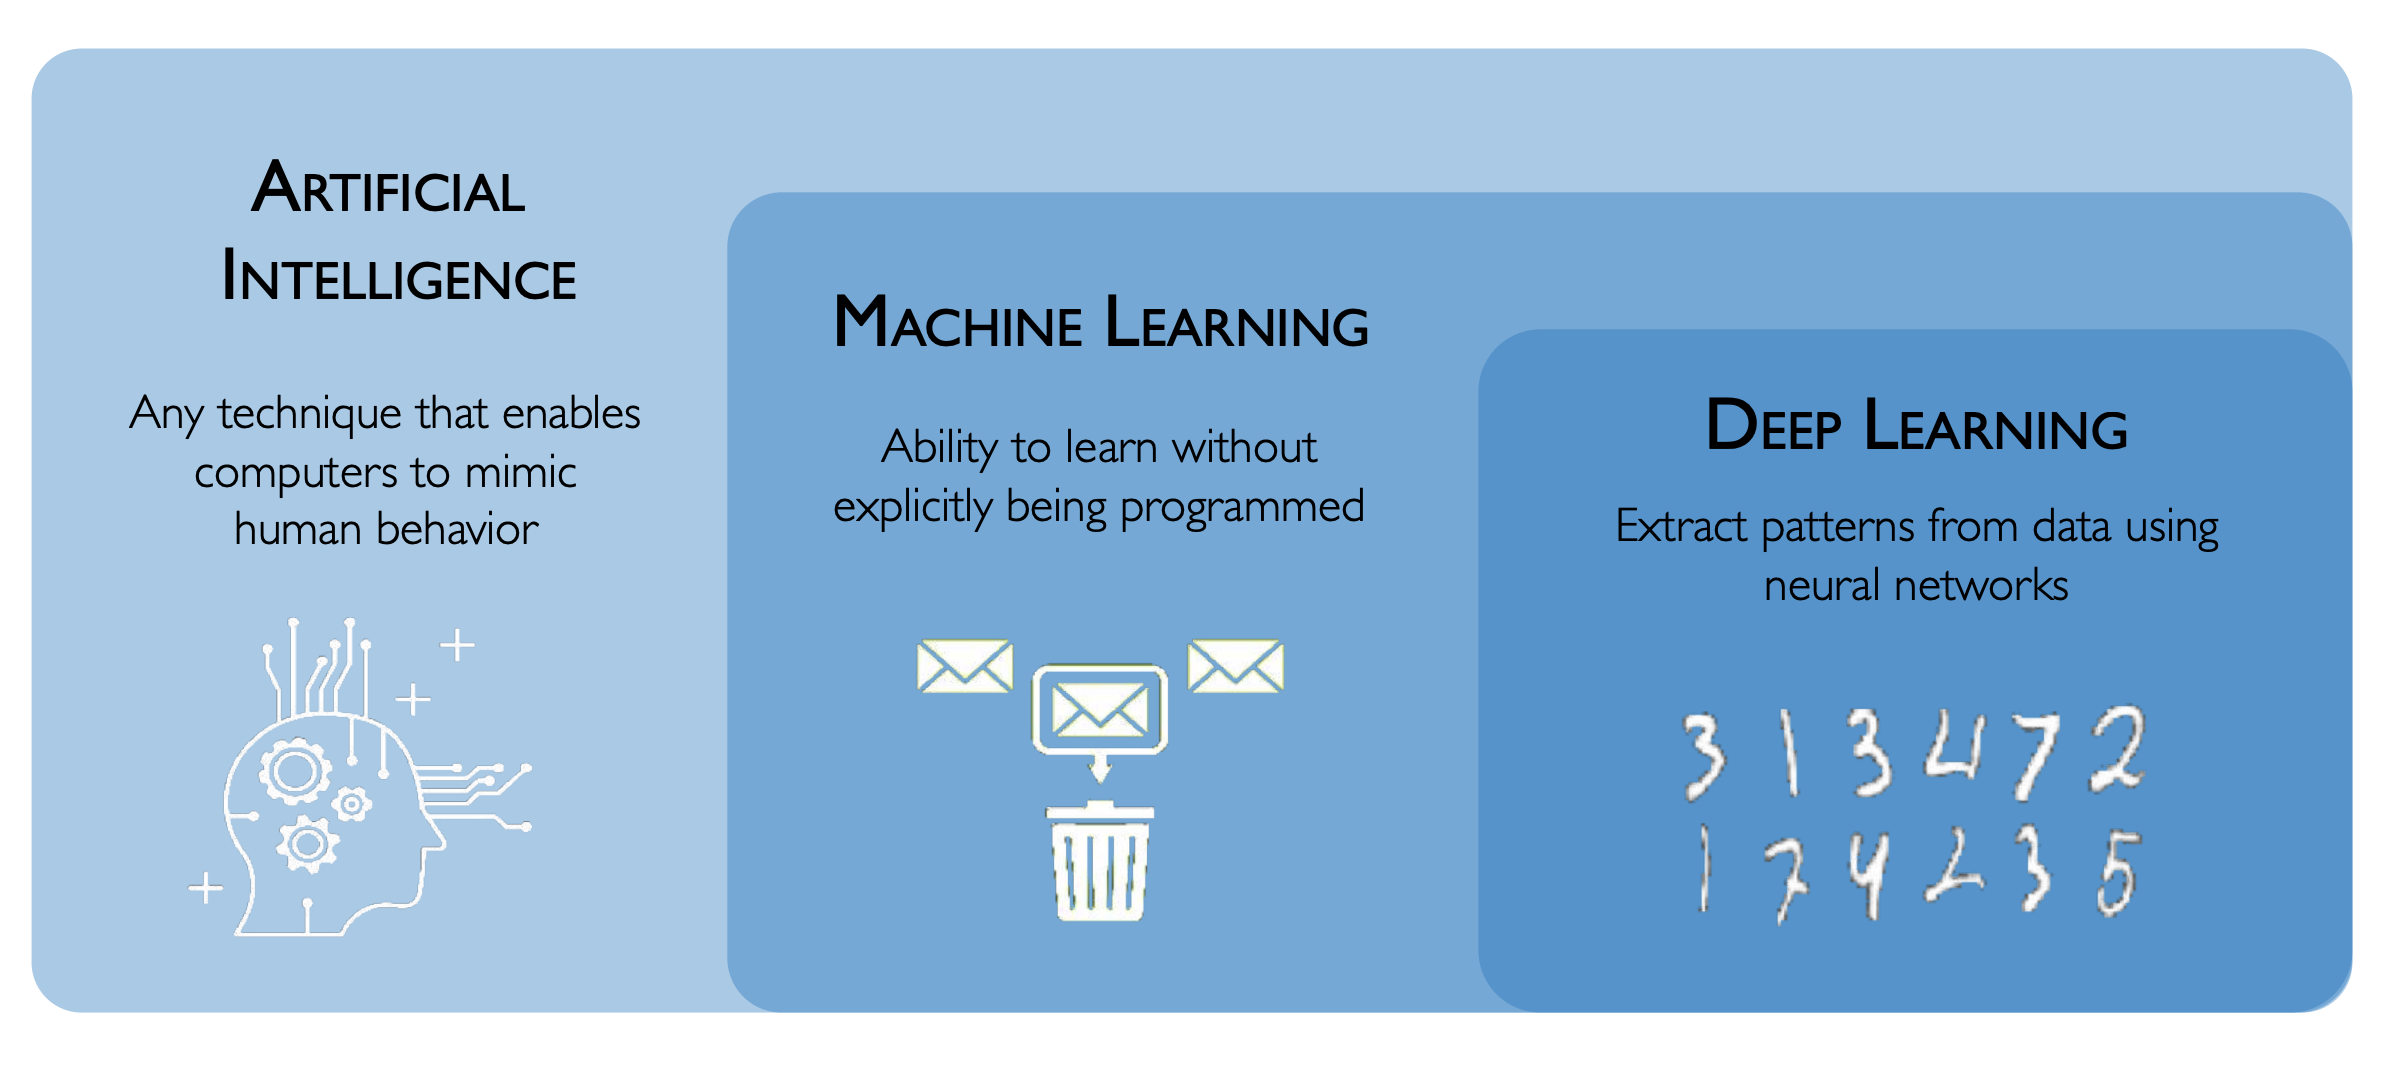 ARTIFICIAL
INTELLIGENCE
Any technique that enables
computers to mimic
human behavior
MACHINE LEARNING
Ability to learn without
explicitly being programmed
DEEP LEARNING
Extract patterns from data using
neural networks
3 1 3 4 7 2
1 7 4 2 3 5